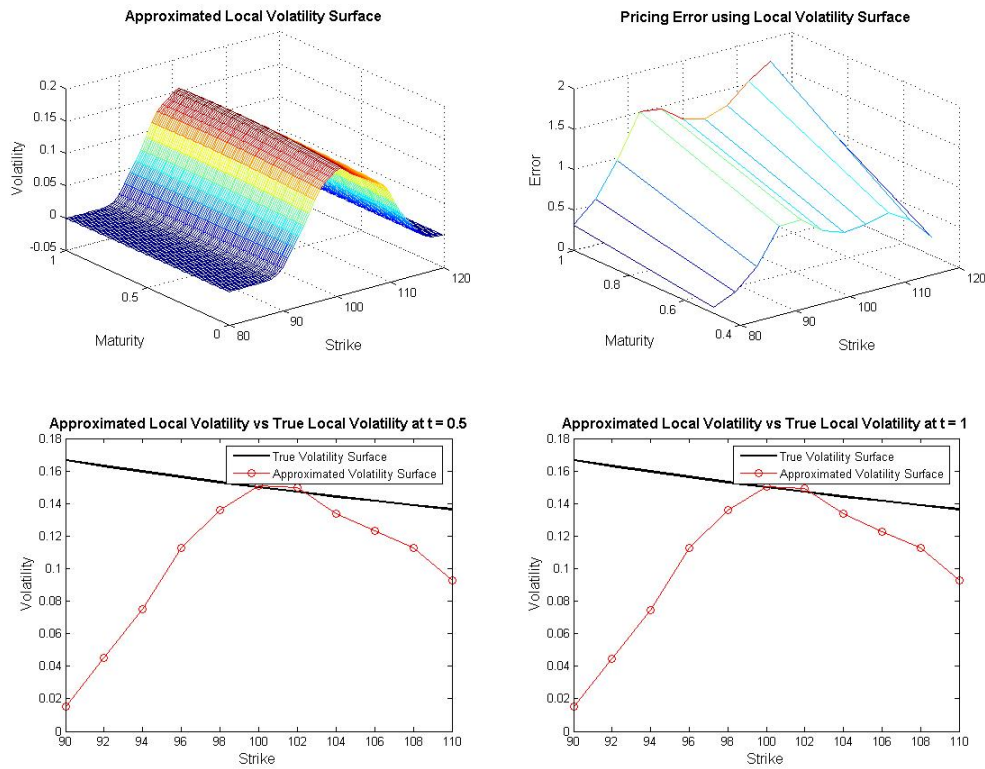 Approximated Local Volatility Surface
Volatility
0.2
0.15
0.1
0.05
0
-0.05
1
0.5
0
Maturity
80
90
100
110
120
Strike
Pricing Error using Local Volatility Surface
Error
2
1.5
1
0.5
0
1
0.8
0.6
0.4
Maturity
80
90
100
110
120
Strike
Approximated Local Volatility vs True Local Volatility at t = 0.5
True Volatility Surface
Approximated Volatility Surface
Volatility
0.18
0.16
0.14
0.12
0.1
0.08
0.06
0.04
0.02
0
90 92 94 96 98 100 102 104 106 108 110
Strike
Approximated Local Volatility vs True Local Volatility at t = 1
True Volatility Surface
Approximated Volatility Surface
Volatility
0.18
0.16
0.14
0.12
0.1
0.08
0.06
0.04
0.02
0
90 92 94 96 98 100 102 104 106 108 110
Strike